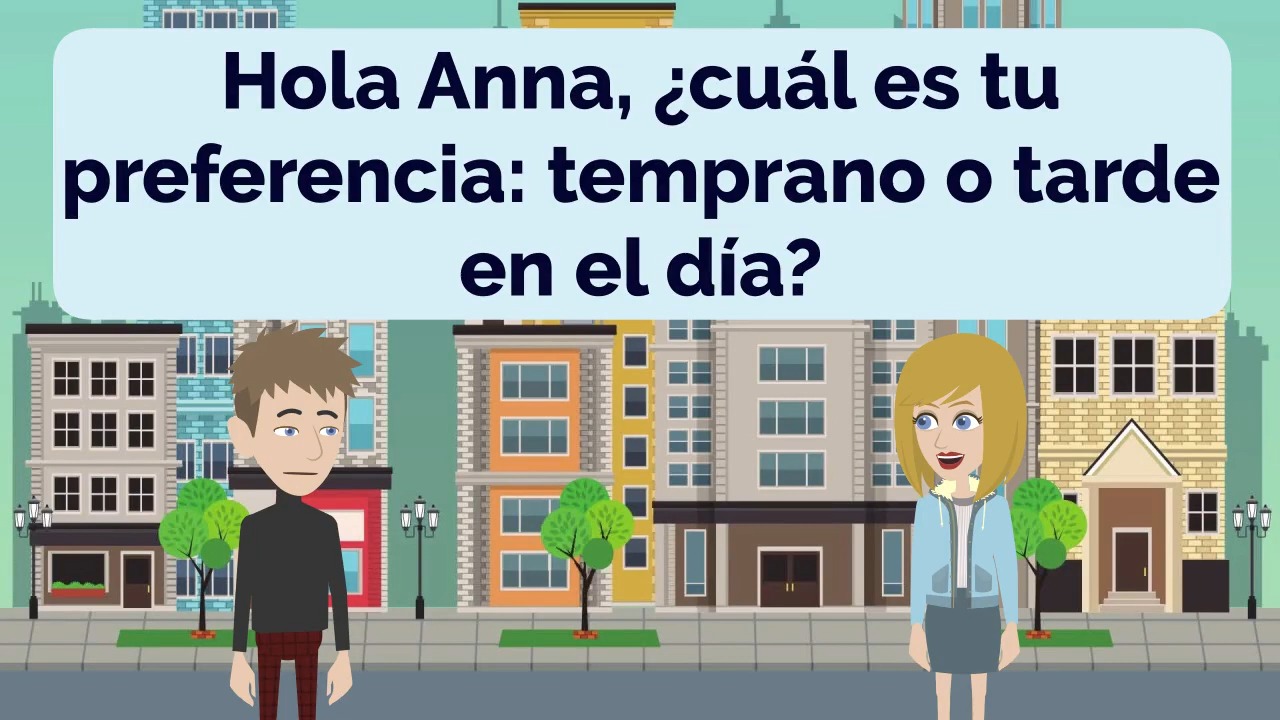 Hola Anna, ¿cuál es tu
preferencia: temprano o tarde
en el día?